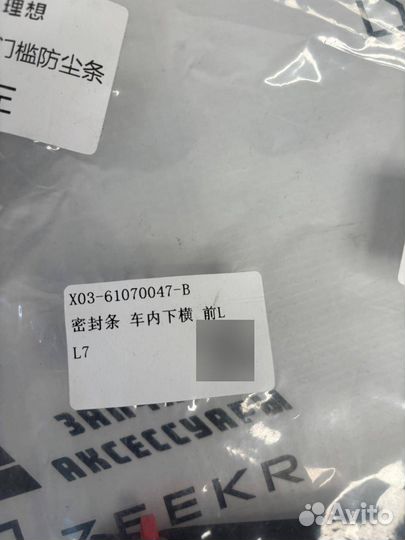 理想
门槛防尘条
X03-61070047-B
密封条 车内下横 前L
L7
АКСЕССУАРЫ
ZEEKR
Avito